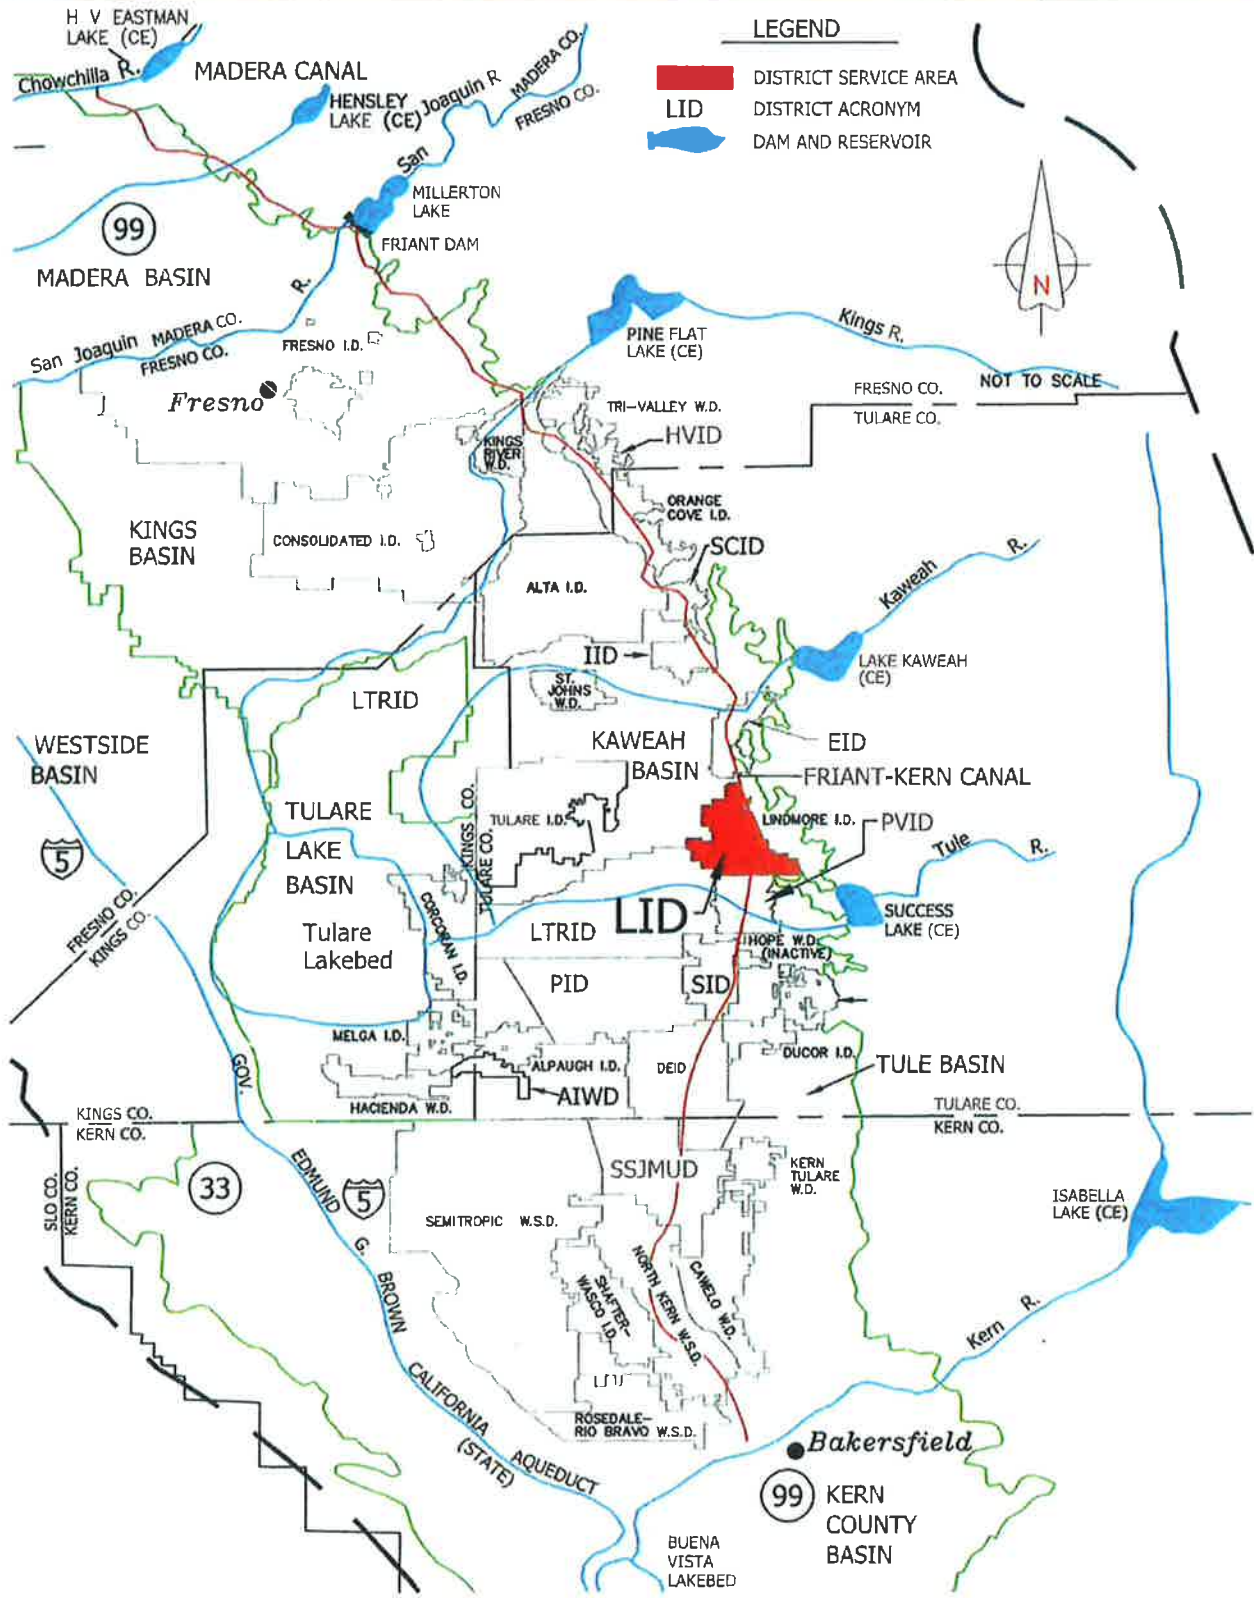 H V EASTMAN
LAKE (CE)
Chowchilla R.
MADERA CANAL
HENSLEY
LAKE (CE)
San Joaquin R
MADERA CO.
FRESNO CO.
LEGEND
DISTRICT SERVICE AREA
LID
DISTRICT ACRONYM
DAM AND RESERVOIR
MILLERTON
LAKE
FRIANT DAM
99
MADERA BASIN
N
NOT TO SCALE
San Joaquin R.
MADERA CO.
FRESNO CO.
FRESNO I.D.
Fresno
PINE FLAT
LAKE (CE)
Kings R.
FRESNO CO.
TULARE CO.
TRI-VALLEY W.D.
HVID
KINGS
RIVER
W.D.
ORANGE
COVE I.D.
SCID
KINGS
BASIN
CONSOLIDATED I.D.
ALTA I.D.
Kaweah R.
IID
LAKE KAWEAH
(CE)
ST.
JOHNS
W.D.
LTRID
WESTSIDE
BASIN
KAWEAH
BASIN
EID
FRIANT-KERN CANAL
5
TULARE
LAKE
BASIN
KINGS CO.
TULARE CO.
TULARE I.D.
LINDMORE I.D.
PVID
Tule R.
FRESNO CO.
KINGS CO.
Tulare
Lakebed
CORCORAN I.D.
LTRID
LID
SUCCESS
LAKE (CE)
HOPE W.D.
(INACTIVE)
PID
SID
MELGA I.D.
ALPAUGH I.D.
DEID
DUCOR I.D.
TULE BASIN
AIWD
HACIENDA W.D.
KINGS CO.
KERN CO.
TULARE CO.
KERN CO.
SLO CO.
KERN CO.
33
5
GOV. EDMUND G. BROWN CALIFORNIA AQUEDUCT
(STATE)
SSJMUD
KERN
TULARE
W.D.
SEMITROPIC W.S.D.
ISABELLA
LAKE (CE)
SHAFTER-
WASCO I.D.
NORTH KERN W.S.D.
CAWELO W.D.
Kern R.
ROSEDALE-
RIO BRAVO W.S.D.
Bakersfield
99
KERN
COUNTY
BASIN
BUENA
VISTA
LAKEBED